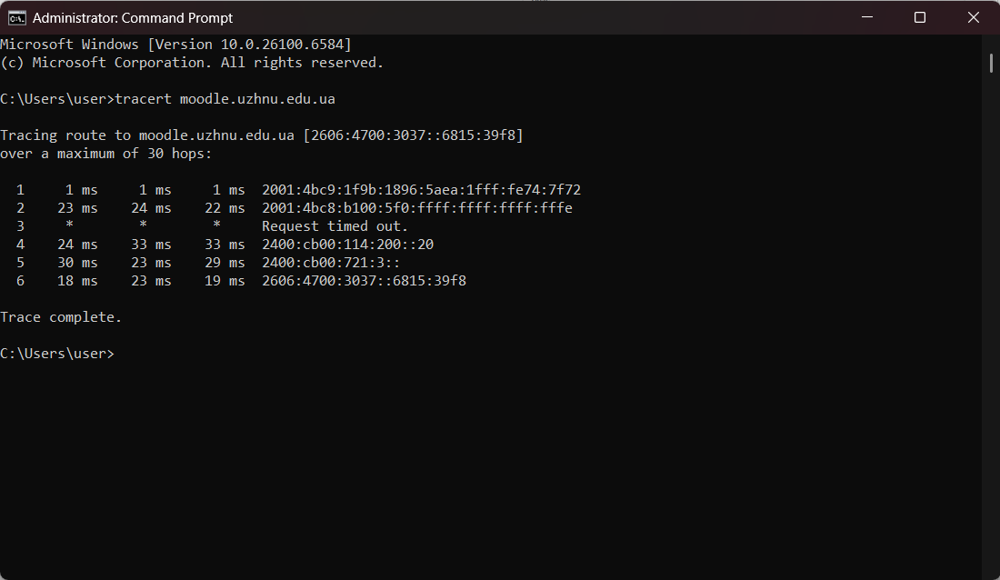 Administrator: Command Prompt
Microsoft Windows [Version 10.0.26100.6584]
(c) Microsoft Corporation. All rights reserved.
C:\Users\user>tracert moodle.uzhnu.edu.ua
Tracing route to moodle.uzhnu.edu.ua [2606:4700:3037::6815:39f8]
over a maximum of 30 hops:
1 1 ms 1 ms 1 ms 2001:4bc9:1f9b:1896:5aea:1fff:fe74:7f72
2 23 ms 24 ms 22 ms 2001:4bc8:b100:5f0:ffff:ffff:ffff:fffe
3 * * * Request timed out.
4 24 ms 33 ms 33 ms 2400:cb00:114:200::20
5 30 ms 23 ms 29 ms 2400:cb00:721:3::
6 18 ms 23 ms 19 ms 2606:4700:3037::6815:39f8
Trace complete.
C:\Users\user>